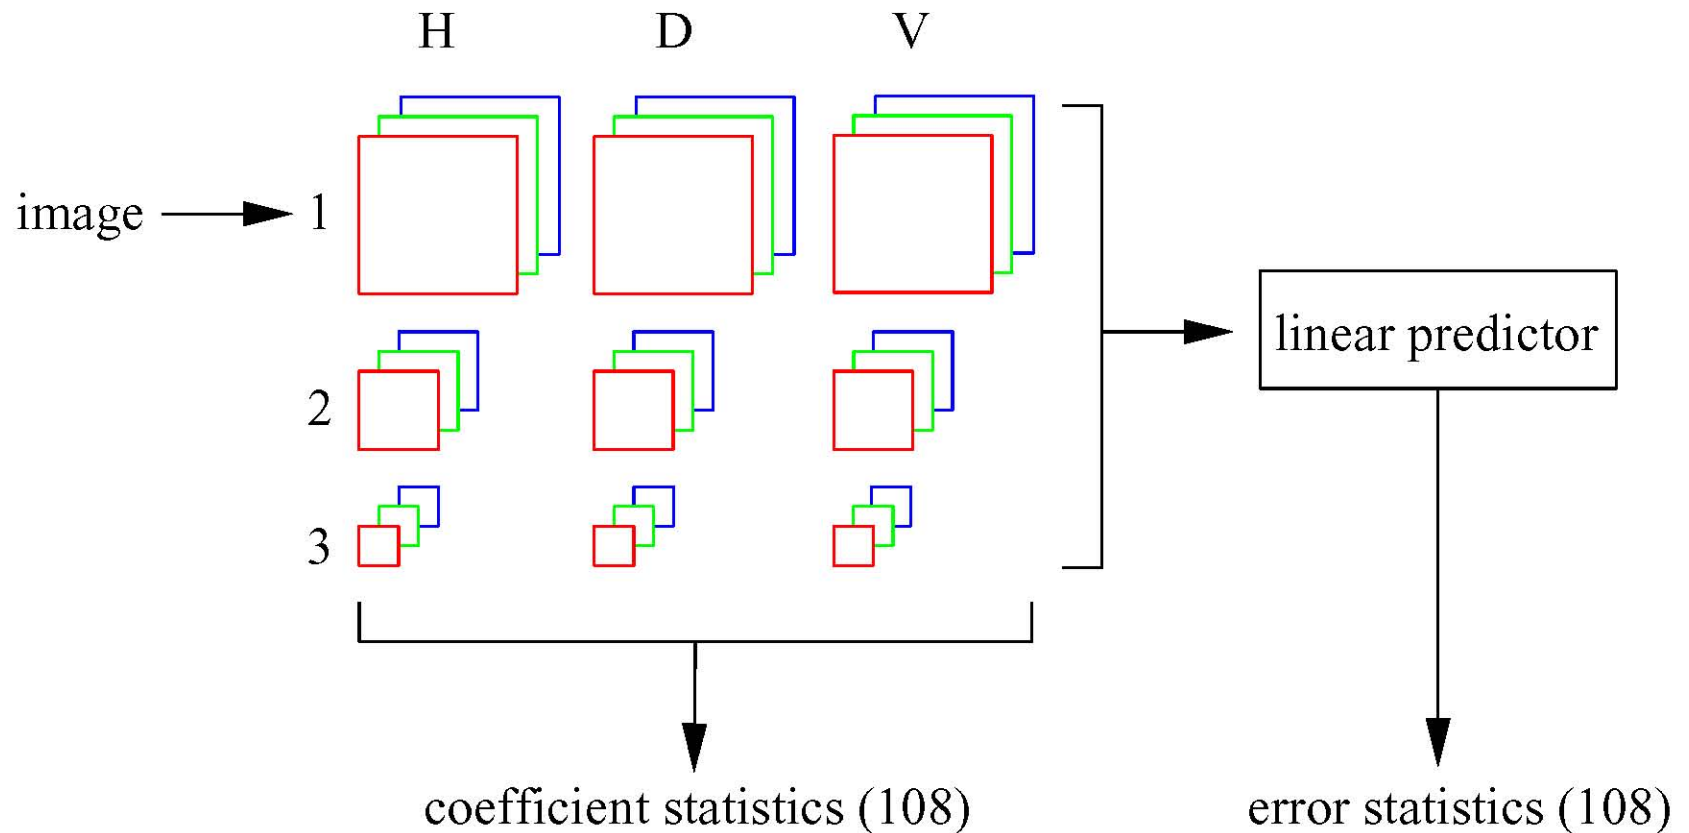 H D V
image 1
linear predictor
2
3
coefficient statistics (108)
error statistics (108)